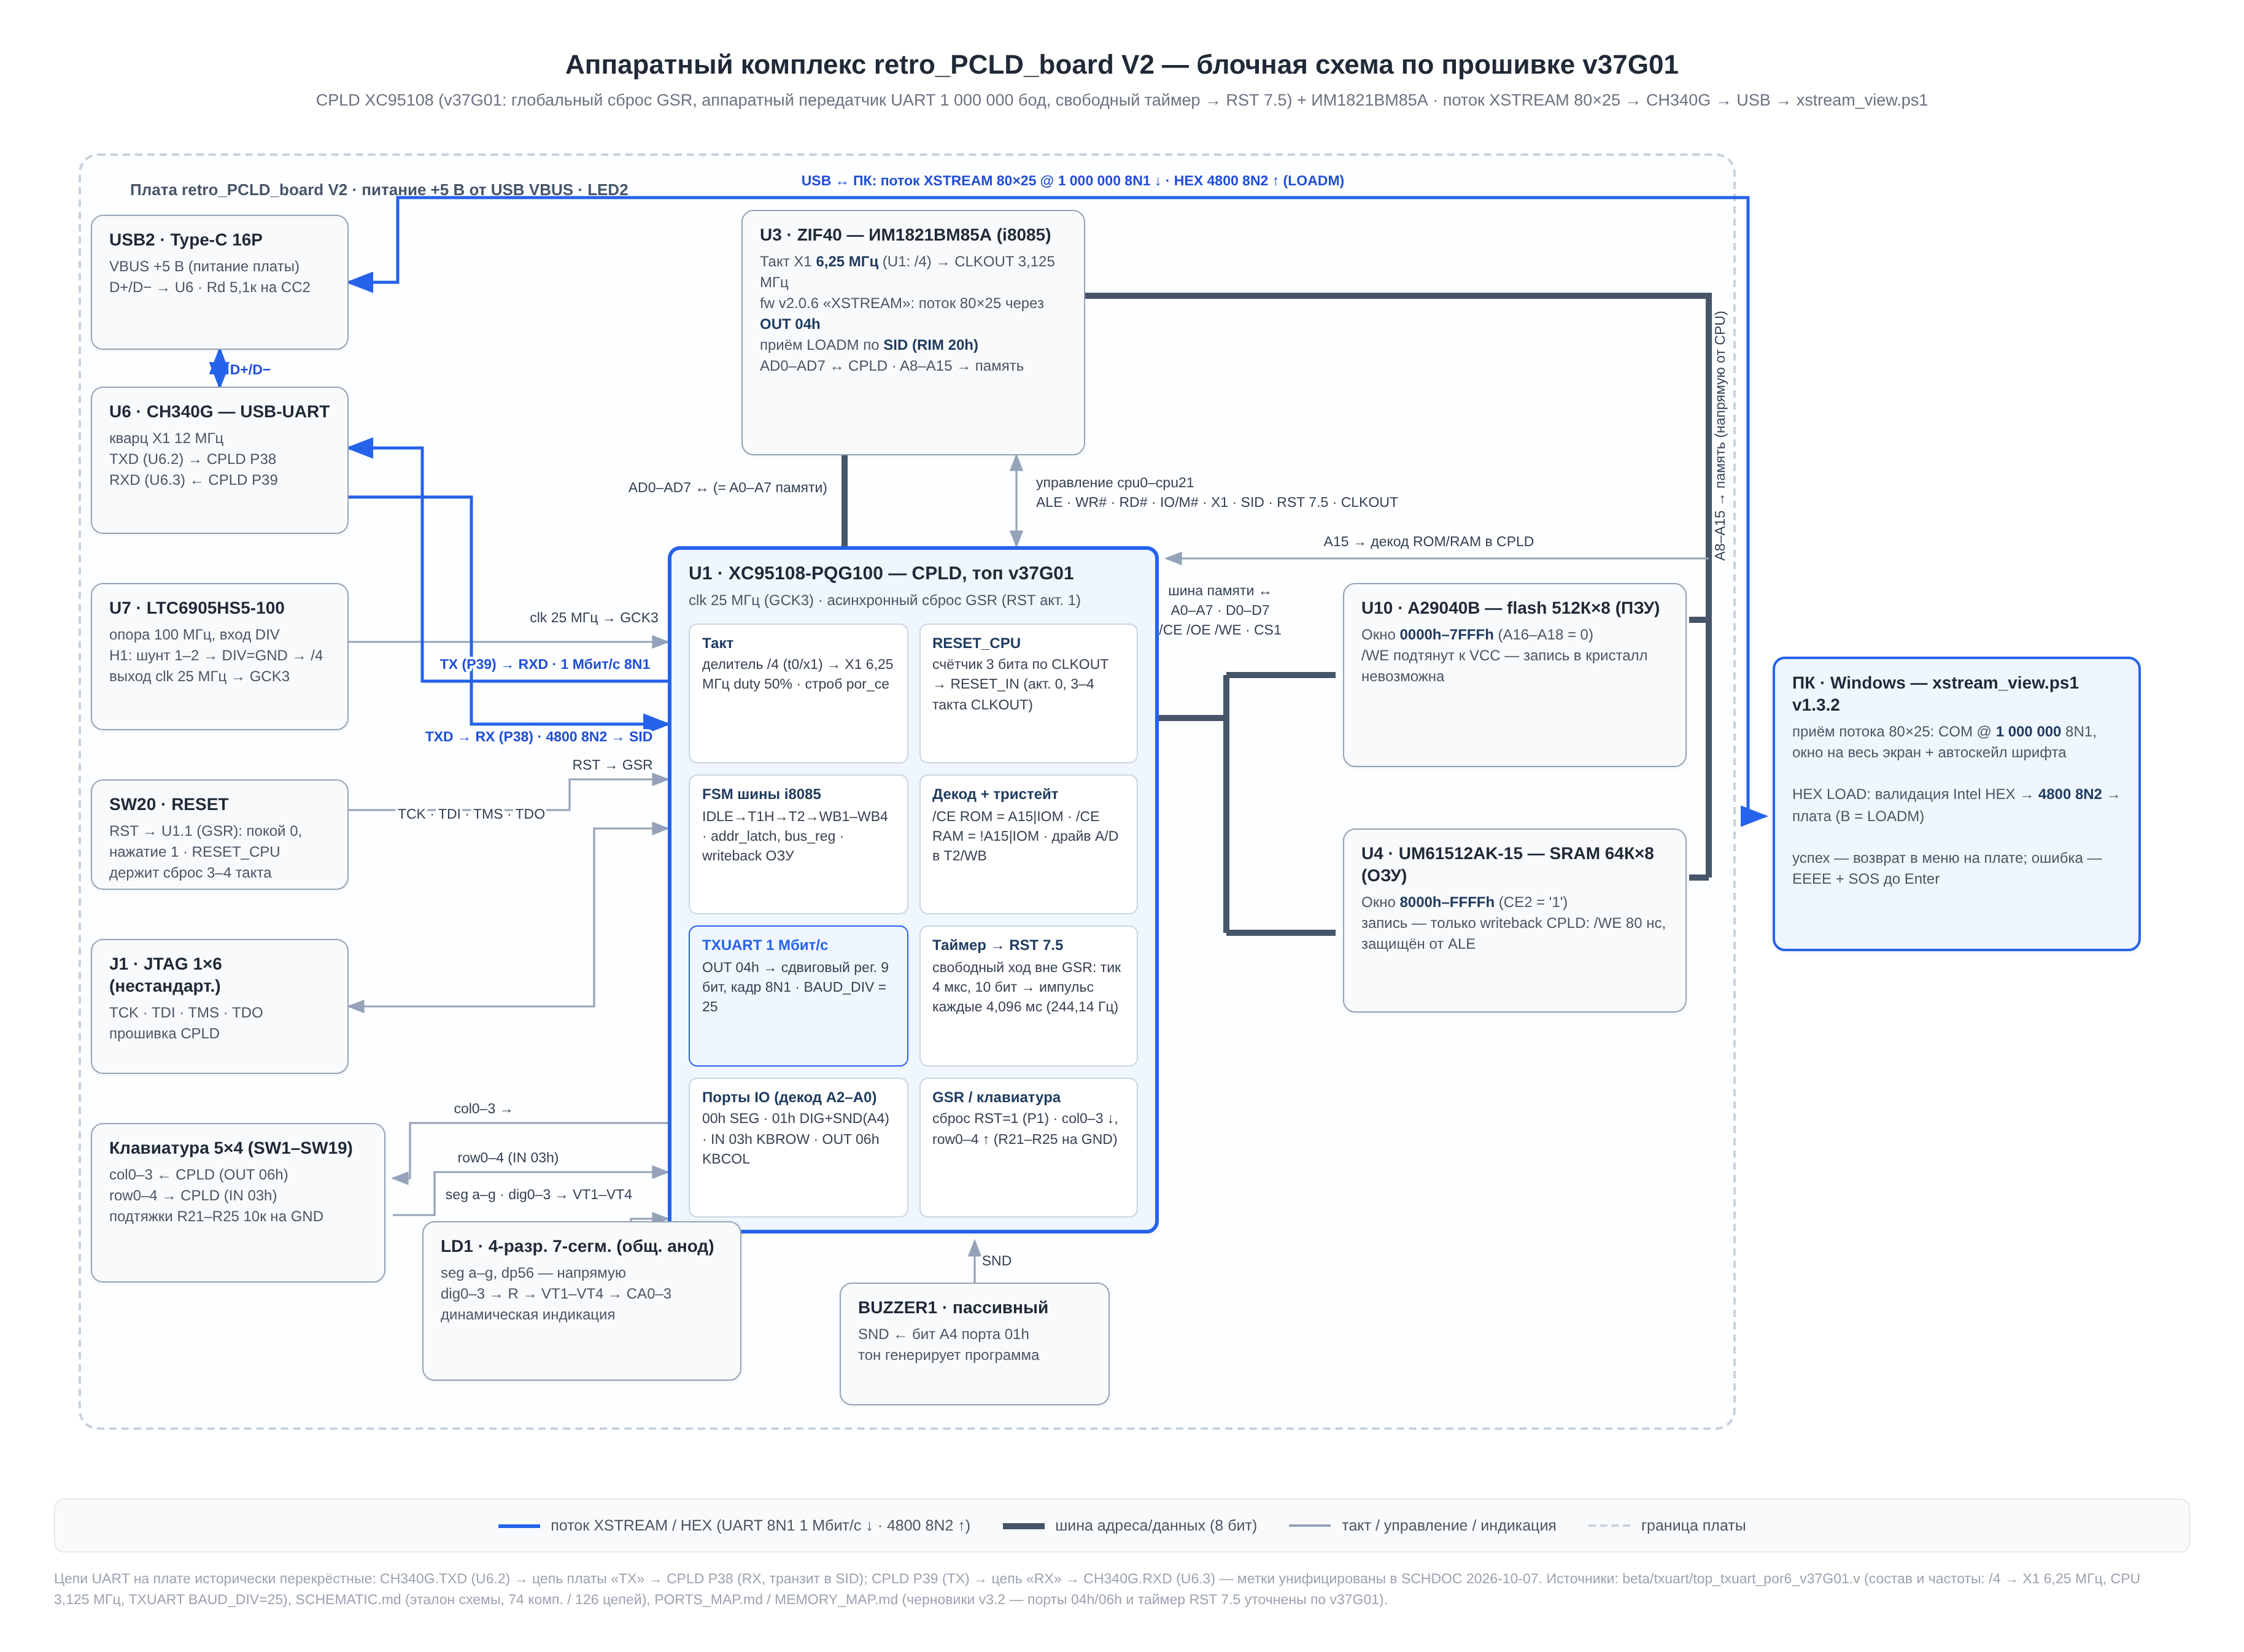 Аппаратный комплекс retro_PCLD_board V2 — блочная схема по прошивке v37G01
CPLD XC95108 (v37G01: глобальный сброс GSR, аппаратный передатчик UART 1 000 000 бод, свободный таймер → RST 7.5) + ИМ1821ВМ85А · поток XSTREAM 80×25 → CH340G → USB → xstream_view.ps1
Плата retro_PCLD_board V2 · питание +5 В от USB VBUS · LED2
USB ↔ ПК: поток XSTREAM 80×25 @ 1 000 000 8N1 ↓ · HEX 4800 8N2 ↑ (LOADM)
USB2 · Type-C 16P
VBUS +5 В (питание платы)
D+/D− → U6 · Rd 5,1к на CC2
D+/D−
U6 · CH340G — USB-UART
кварц X1 12 МГц
TXD (U6.2) → CPLD P38
RXD (U6.3) ← CPLD P39
U3 · ZIF40 — ИМ1821ВМ85А (i8085)
Такт X1 6,25 МГц (U1: /4) → CLKOUT 3,125
МГц
fw v2.0.6 «XSTREAM»: поток 80×25 через
OUT 04h
приём LOADM по SID (RIM 20h)
AD0–AD7 ↔ CPLD · A8–A15 → память
A8–A15 → память (напрямую от CPU)
AD0–AD7 ↔ (= A0–A7 памяти)
управление cpu0–cpu21
ALE · WR# · RD# · IO/M# · X1 · SID · RST 7.5 · CLKOUT
A15 → декод ROM/RAM в CPLD
U7 · LTC6905HS5-100
опора 100 МГц, вход DIV
H1: шунт 1–2 → DIV=GND → /4
выход clk 25 МГц → GCK3
clk 25 МГц → GCK3
TX (P39) → RXD · 1 Мбит/с 8N1
TXD → RX (P38) · 4800 8N2 → SID
RST → GSR
SW20 · RESET
RST → U1.1 (GSR): покой 0,
нажатие 1 · RESET_CPU
держит сброс 3–4 такта
TCK · TDI · TMS · TDO
J1 · JTAG 1×6
(нестандарт.)
TCK · TDI · TMS · TDO
прошивка CPLD
U1 · XC95108-PQG100 — CPLD, топ v37G01
clk 25 МГц (GCK3) · асинхронный сброс GSR (RST акт. 1)
Такт
делитель /4 (t0/x1) → X1 6,25
МГц duty 50% · строб por_ce
RESET_CPU
счётчик 3 бита по CLKOUT
→ RESET_IN (акт. 0, 3–4
такта CLKOUT)
FSM шины i8085
IDLE→T1H→T2→WB1–WB4
· addr_latch, bus_reg ·
writeback ОЗУ
Декод + тристейт
/CE ROM = A15|IOM · /CE
RAM = !A15|IOM · драйв A/D
в T2/WB
TXUART 1 Мбит/с
OUT 04h → сдвиговый рег. 9
бит, кадр 8N1 · BAUD_DIV =
25
Таймер → RST 7.5
свободный ход вне GSR: тик
4 мкс, 10 бит → импульс
каждые 4,096 мс (244,14 Гц)
Порты IO (декод A2–A0)
00h SEG · 01h DIG+SND(A4)
· IN 03h KBROW · OUT 06h
KBCOL
GSR / клавиатура
сброс RST=1 (P1) · col0–3 ↓,
row0–4 ↑ (R21–R25 на GND)
шина памяти ↔
A0–A7 · D0–D7
/CE /OE /WE · CS1
U10 · A29040B — flash 512К×8 (ПЗУ)
Окно 0000h–7FFFh (A16–A18 = 0)
/WE подтянут к VCC — запись в кристалл
невозможна
U4 · UM61512AK-15 — SRAM 64К×8
(ОЗУ)
Окно 8000h–FFFFh (CE2 = '1')
запись — только writeback CPLD: /WE 80 нс,
защищён от ALE
ПК · Windows — xstream_view.ps1
v1.3.2
приём потока 80×25: COM @ 1 000 000 8N1,
окно на весь экран + автоскейл шрифта
HEX LOAD: валидация Intel HEX → 4800 8N2 →
плата (B = LOADM)
успех — возврат в меню на плате; ошибка —
EEEE + SOS до Enter
col0–3 →
row0–4 (IN 03h)
seg a–g · dig0–3 → VT1–VT4
Клавиатура 5×4 (SW1–SW19)
col0–3 ← CPLD (OUT 06h)
row0–4 → CPLD (IN 03h)
подтяжки R21–R25 10к на GND
LD1 · 4-разр. 7-сегм. (общ. анод)
seg a–g, dp56 — напрямую
dig0–3 → R → VT1–VT4 → CA0–3
динамическая индикация
SND
BUZZER1 · пассивный
SND ← бит A4 порта 01h
тон генерирует программа
поток XSTREAM / HEX (UART 8N1 1 Мбит/с ↓ · 4800 8N2 ↑)
шина адреса/данных (8 бит)
такт / управление / индикация
граница платы
Цепи UART на плате исторически перекрёстные: CH340G.TXD (U6.2) → цепь платы «TX» → CPLD P38 (RX, транзит в SID); CPLD P39 (TX) → цепь «RX» → CH340G.RXD (U6.3) — метки унифицированы в SCHDOC 2026-10-07. Источники: beta/txuart/top_txuart_por6_v37G01.v (состав и частоты: /4 → X1 6,25 МГц, CPU
3,125 МГц, TXUART BAUD_DIV=25), SCHEMATIC.md (эталон схемы, 74 комп. / 126 цепей), PORTS_MAP.md / MEMORY_MAP.md (черновики v3.2 — порты 04h/06h и таймер RST 7.5 уточнены по v37G01).